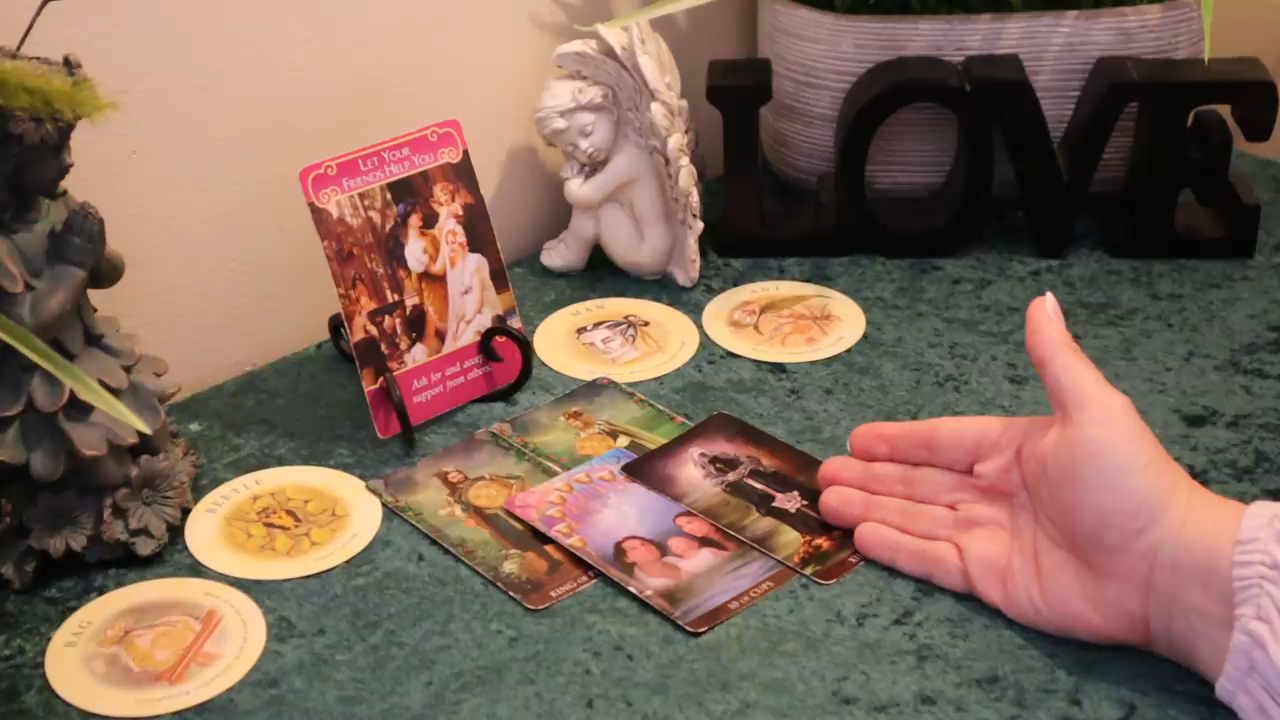 LET YOUR
FRIENDS HELP YOU
Ask for and accept
support from others.
LOVE
MAN
ANT
BEETLE
BAG
KING OF
10 OF CUPS